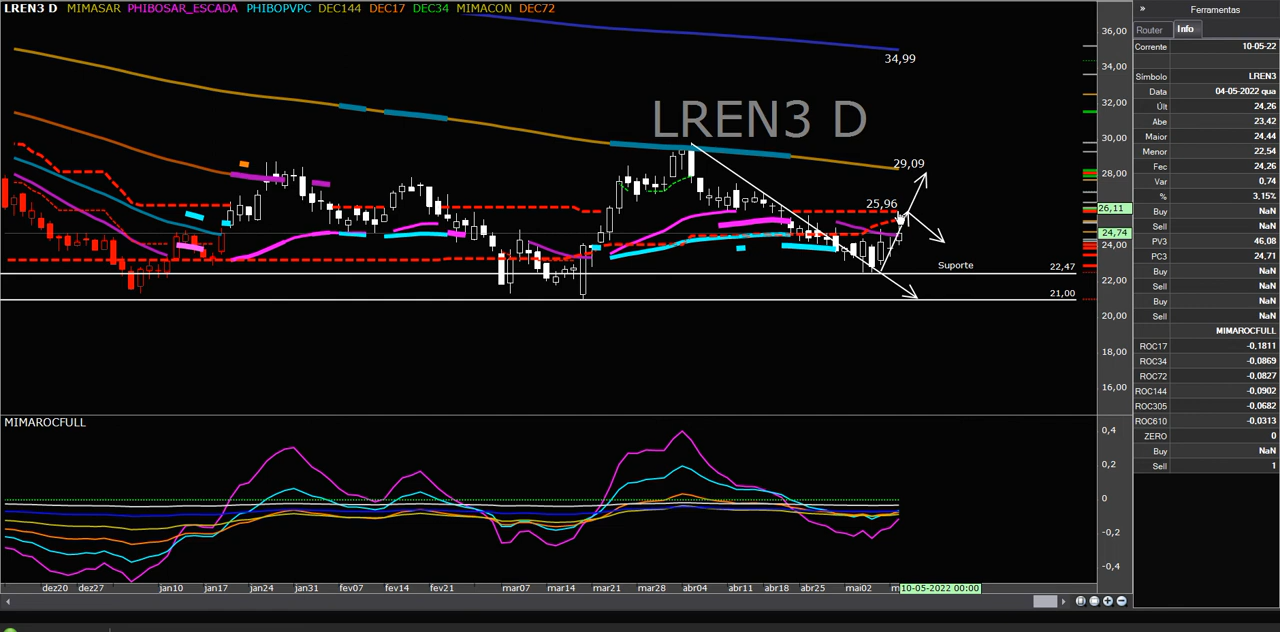 LREN3 D MIMASAR PHIBOSAR_ESCADA PHIBOPVPC DEC144 DEC17 DEC34 MIMACON DEC72
34,99
LREN3 D
29,09
25,96
Suporte
22,47
21,00
36,00
34,00
32,00
30,00
28,00
26,11
24,74
24,00
22,00
20,00
18,00
16,00
MIMAROCFULL
0,4
0,2
0
-0,2
-0,4
dez20 dez27 jan10 jan17 jan24 jan31 fev07 fev14 fev21 mar07 mar14 mar21 mar28 abr04 abr11 abr18 abr25 mai02 10-05-2022 00:00
» Ferramentas
Router Info
Corrente 10-05-22
Símbolo LREN3
Data 04-05-2022 qua
Últ 24,26
Abe 23,42
Maior 24,44
Menor 22,54
Fec 24,26
Var 0,74
% 3,15%
Buy NaN
Sell NaN
PV3 46,08
PC3 24,71
Buy NaN
Sell NaN
Buy NaN
Sell NaN
MIMAROCFULL
ROC17 -0,1811
ROC34 -0,0869
ROC72 -0,0827
ROC144 -0,0902
ROC305 -0,0682
ROC610 -0,0313
ZERO 0
Buy NaN
Sell 1